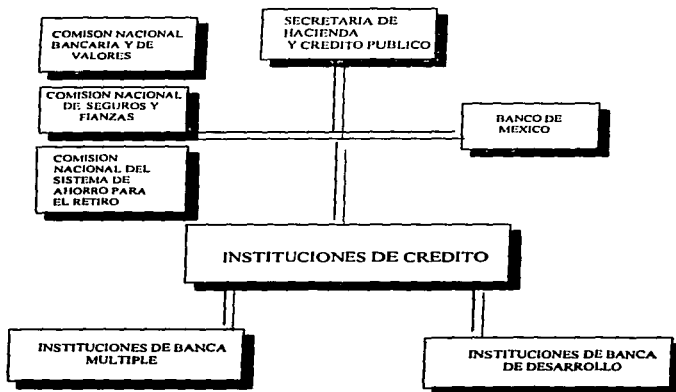 COMISON NACIONAL
BANCARIA Y DE
VALORES
SECRETARIA DE
HACIENDA
Y CREDITO PUBLICO
COMISION NACIONAL
DE SEGUROS Y
FIANZAS
BANCO DE
MEXICO
COMISION
NACIONAL DEL
SISTEMA DE
AHORRO PARA
EL RETIRO
INSTITUCIONES DE CREDITO
INSTITUCIONES DE BANCA
MULTIPLE
INSTITUCIONES DE BANCA
DE DESARROLLO